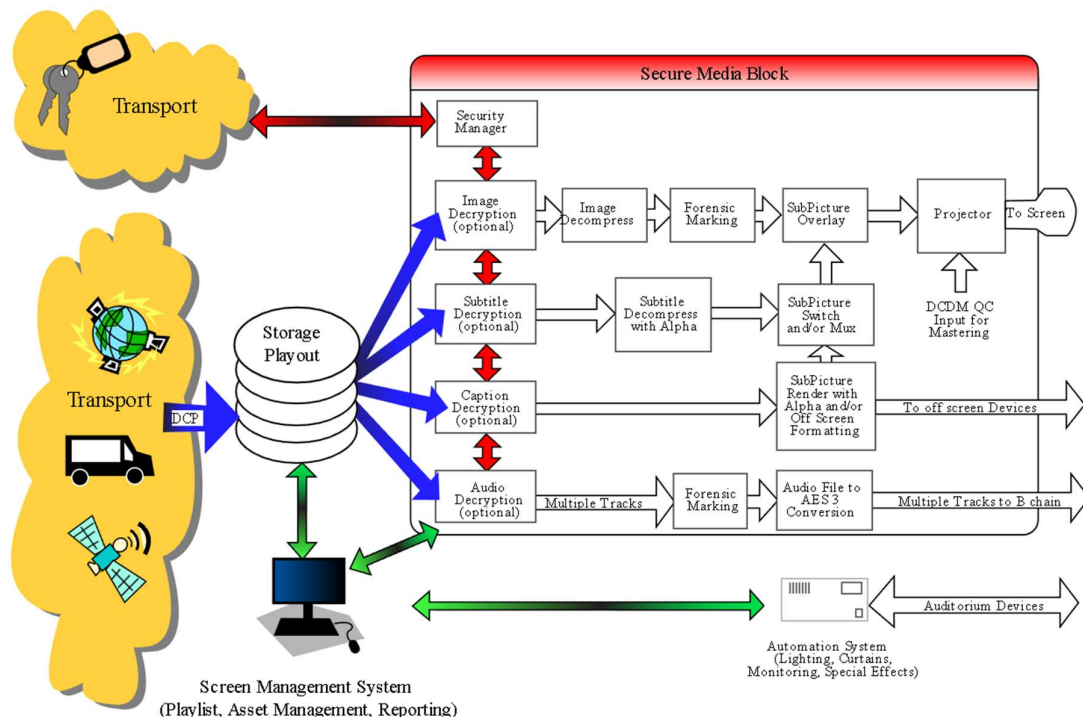 Secure Media Block
Transport
Security
Manager
Image
Decryption
(optional)
Image
Decompress
Forensic
Marking
SubPicture
Overlay
Projector
To Screen
Subtitle
Decryption
(optional)
Subtitle
Decompress
with Alpha
SubPicture
Switch
and/or Mux
DCDM QC
Input for
Mastering
Storage
Playout
Transport
DCP
Caption
Decryption
(optional)
SubPicture
Render with
Alpha and/or
Off Screen
Formatting
To off screen Devices
Audio
Decryption
(optional)
Multiple Tracks
Forensic
Marking
Audio File to
AES3
Conversion
Multiple Tracks to B chain
Auditorium Devices
Automation System
(Lighting, Curtains,
Monitoring, Special Effects)
Screen Management System
(Playlist, Asset Management, Reporting)